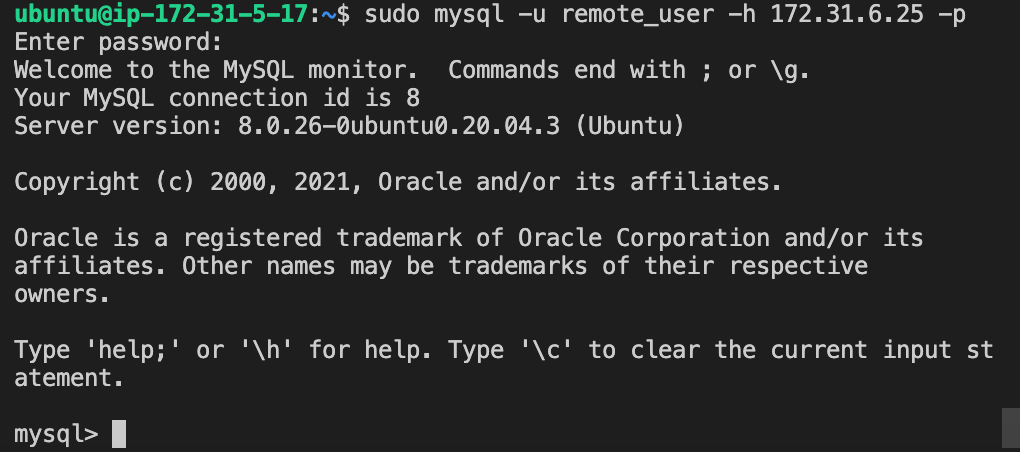 ubuntu@ip-172-31-5-17:~$ sudo mysql -u remote_user -h 172.31.6.25 -p
Enter password:
Welcome to the MySQL monitor.  Commands end with ; or \g.
Your MySQL connection id is 8
Server version: 8.0.26-0ubuntu0.20.04.3 (Ubuntu)

Copyright (c) 2000, 2021, Oracle and/or its affiliates.

Oracle is a registered trademark of Oracle Corporation and/or its
affiliates. Other names may be trademarks of their respective
owners.

Type 'help;' or '\h' for help. Type '\c' to clear the current input st
atement.

mysql>